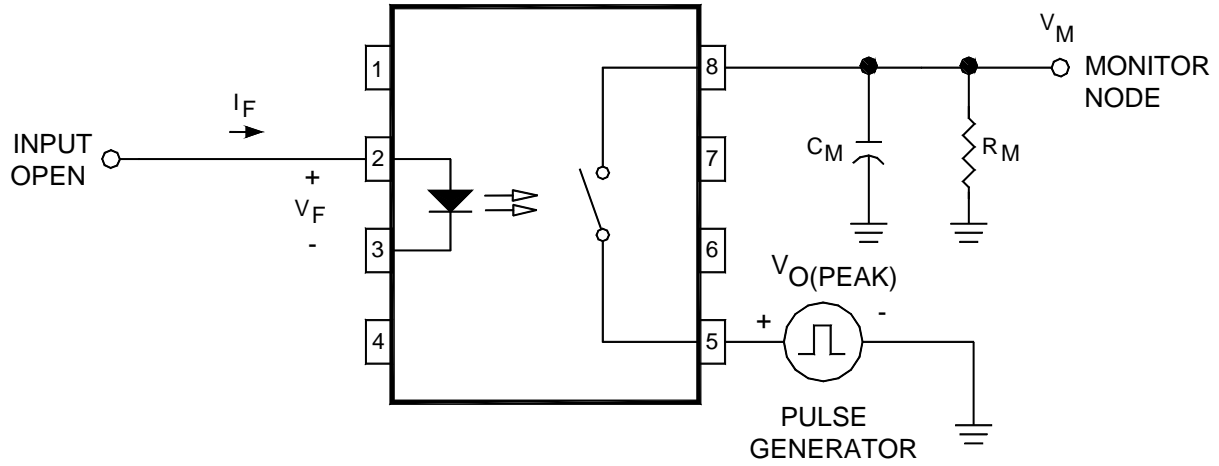 V_M
1
8
MONITOR
NODE
I_F
INPUT
OPEN
2
7
C_M
R_M
+
V_F
-
3
6
V_O(PEAK)
+
-
4
5
PULSE
GENERATOR